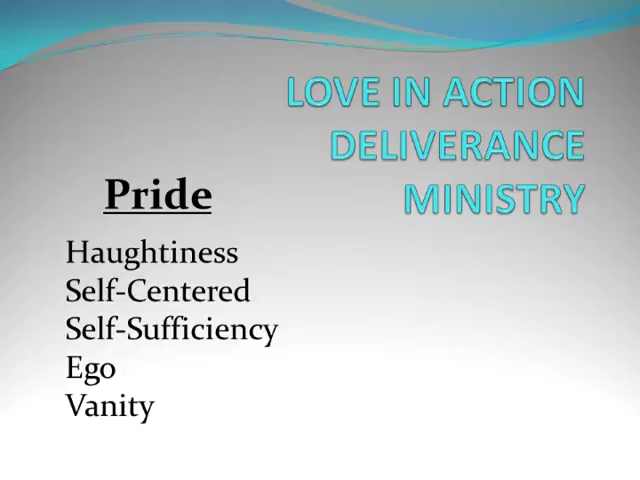 LOVE IN ACTION
DELIVERANCE
MINISTRY
Pride
Haughtiness
Self-Centered
Self-Sufficiency
Ego
Vanity